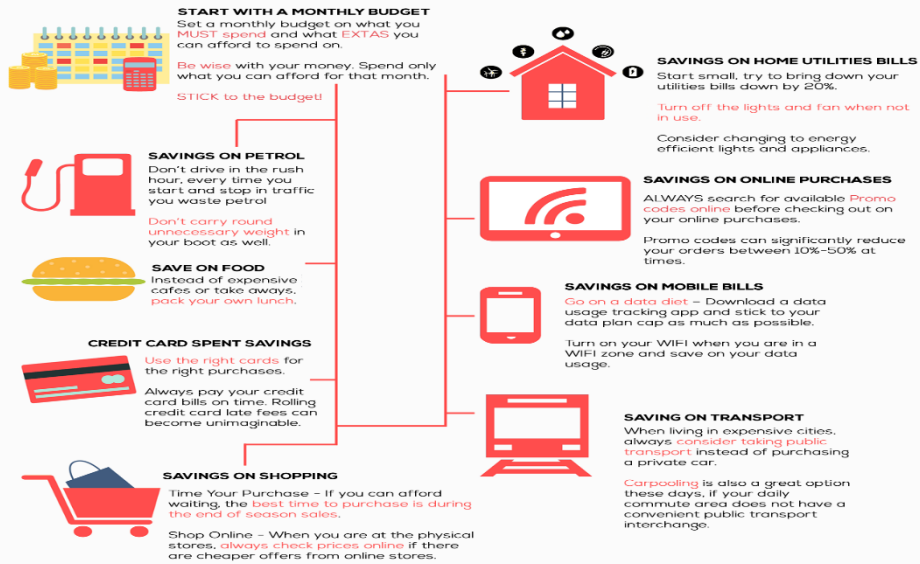 START WITH A MONTHLY BUDGET
Set a monthly budget on what you
MUST spend and what EXTAS you
can afford to spend on.
Be wise with your money. Spend only
what you can afford for that month.
STICK to the budget!
SAVINGS ON PETROL
Don't drive in the rush
hour, every time you
start and stop in traffic
you waste petrol
Don't carry round
unnecessary weight in
your boot as well.
SAVE ON FOOD
Instead of expensive
cafes or take aways,
pack your own lunch.
CREDIT CARD SPENT SAVINGS
Use the right cards for
the right purchases.
Always pay your credit
card bills on time. Rolling
credit card late fees can
become unimaginable.
SAVINGS ON SHOPPING
Time Your Purchase - If you can afford
waiting, the best time to purchase is during
the end of season sales.
Shop Online - When you are at the physical
stores, always check prices online if there
are cheaper offers from online stores.
SAVINGS ON HOME UTILITIES BILLS
Start small, try to bring down your
utilities bills down by 20%.
Turn off the lights and fan when not
in use.
Consider changing to energy
efficient lights and appliances.
SAVINGS ON ONLINE PURCHASES
ALWAYS search for available Promo
codes online before checking out on
your online purchases.
Promo codes can significantly reduce
your orders between 10%-50% at
times.
SAVINGS ON MOBILE BILLS
Go on a data diet - Download a data
usage tracking app and stick to your
data plan cap as much as possible.
Turn on your WIFI when you are in a
WIFI zone and save on your data
usage.
SAVING ON TRANSPORT
When living in expensive cities,
always consider taking public
transport instead of purchasing
a private car.
Carpooling is also a great option
these days, if your daily
commute area does not have a
convenient public transport
interchange.